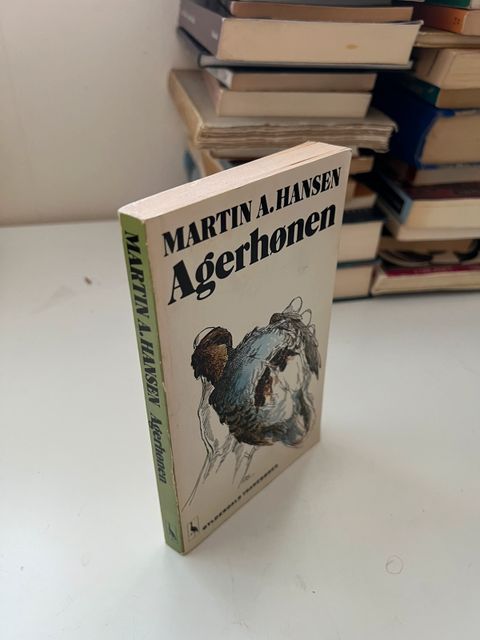 MARTIN A. HANSEN
Agerhønen
GYLDENDALS TRANEBØGER
MARTIN A. HANSEN Agerhønen